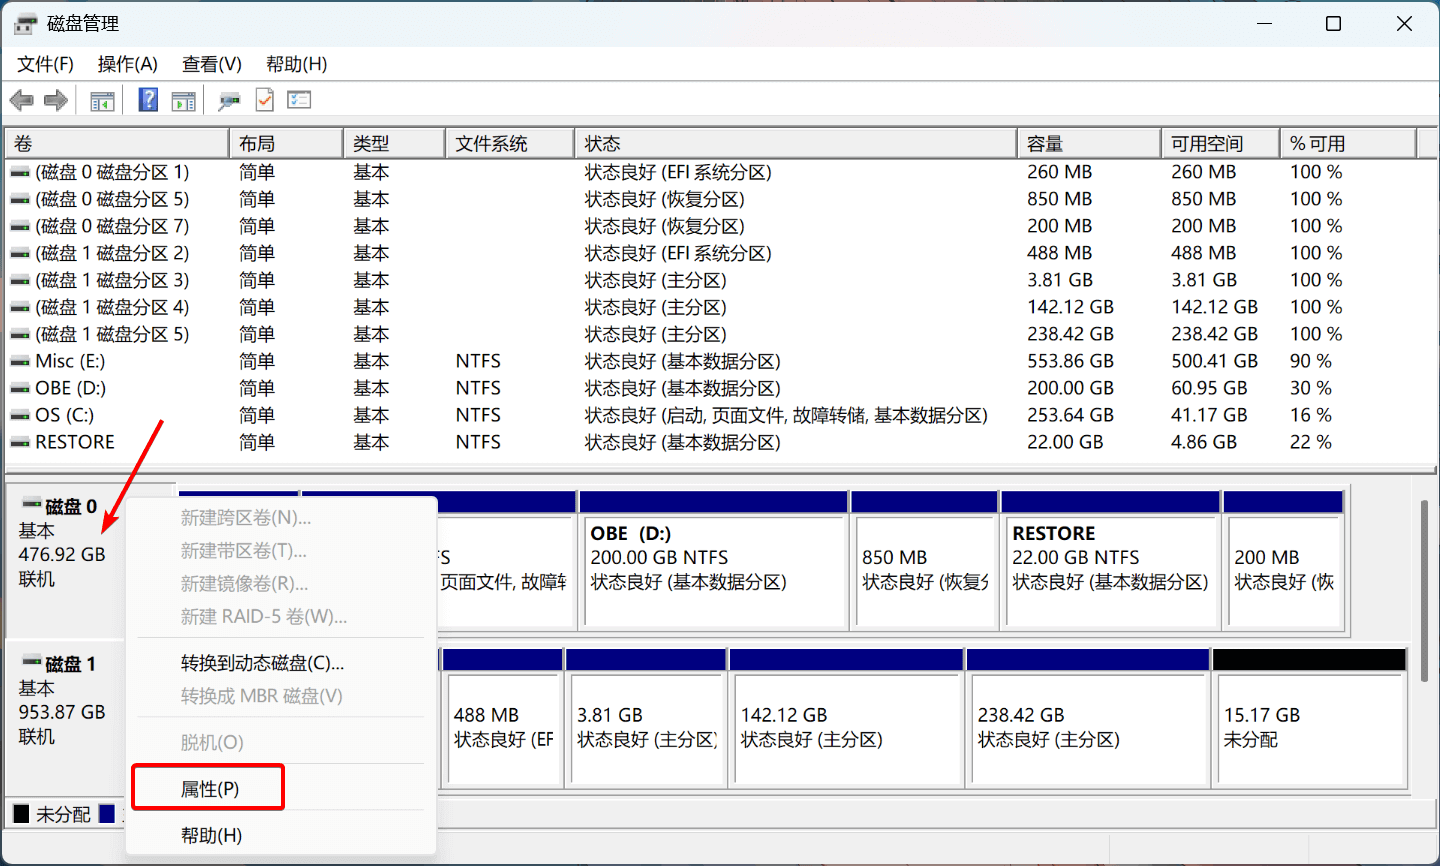 磁盘管理
文件(F) 操作(A) 查看(V) 帮助(H)
卷 布局 类型 文件系统 状态 容量 可用空间 % 可用
(磁盘 0 磁盘分区 1) 简单 基本 状态良好 (EFI 系统分区) 260 MB 260 MB 100 %
(磁盘 0 磁盘分区 5) 简单 基本 状态良好 (恢复分区) 850 MB 850 MB 100 %
(磁盘 0 磁盘分区 7) 简单 基本 状态良好 (恢复分区) 200 MB 200 MB 100 %
(磁盘 1 磁盘分区 2) 简单 基本 状态良好 (EFI 系统分区) 488 MB 488 MB 100 %
(磁盘 1 磁盘分区 3) 简单 基本 状态良好 (主分区) 3.81 GB 3.81 GB 100 %
(磁盘 1 磁盘分区 4) 简单 基本 状态良好 (主分区) 142.12 GB 142.12 GB 100 %
(磁盘 1 磁盘分区 5) 简单 基本 状态良好 (主分区) 238.42 GB 238.42 GB 100 %
Misc (E:) 简单 基本 NTFS 状态良好 (基本数据分区) 553.86 GB 500.41 GB 90 %
OBE (D:) 简单 基本 NTFS 状态良好 (基本数据分区) 200.00 GB 60.95 GB 30 %
OS (C:) 简单 基本 NTFS 状态良好 (启动, 页面文件, 故障转储, 基本数据分区) 253.64 GB 41.17 GB 16 %
RESTORE 简单 基本 NTFS 状态良好 (基本数据分区) 22.00 GB 4.86 GB 22 %
磁盘 0
基本
476.92 GB
联机
FS
页面文件, 故障转
OBE (D:)
200.00 GB NTFS
状态良好 (基本数据分区)
850 MB
状态良好 (恢复分
RESTORE
22.00 GB NTFS
状态良好 (基本数据分区)
200 MB
状态良好 (恢
磁盘 1
基本
953.87 GB
联机
488 MB
状态良好 (EF
3.81 GB
状态良好 (主分区)
142.12 GB
状态良好 (主分区)
238.42 GB
状态良好 (主分区)
15.17 GB
未分配
新建跨区卷(N)...
新建带区卷(T)...
新建镜像卷(R)...
新建 RAID-5 卷(W)...
转换到动态磁盘(C)...
转换成 MBR 磁盘(V)
脱机(O)
属性(P)
帮助(H)
未分配